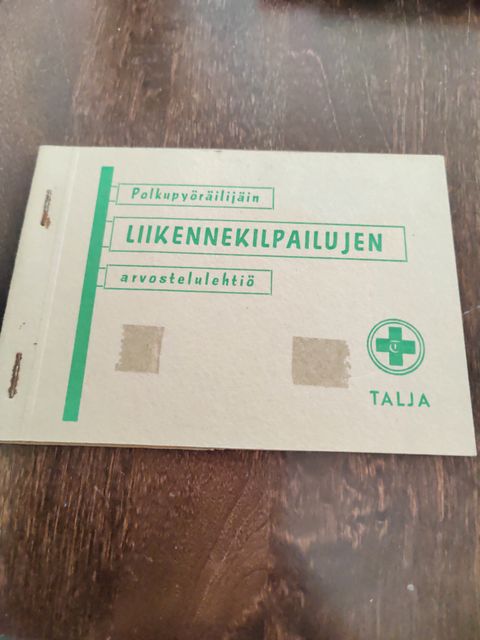 Polkupyöräilijäin
LIIKENNEKILPAILUJEN
arvostelulehtiö
TALJA